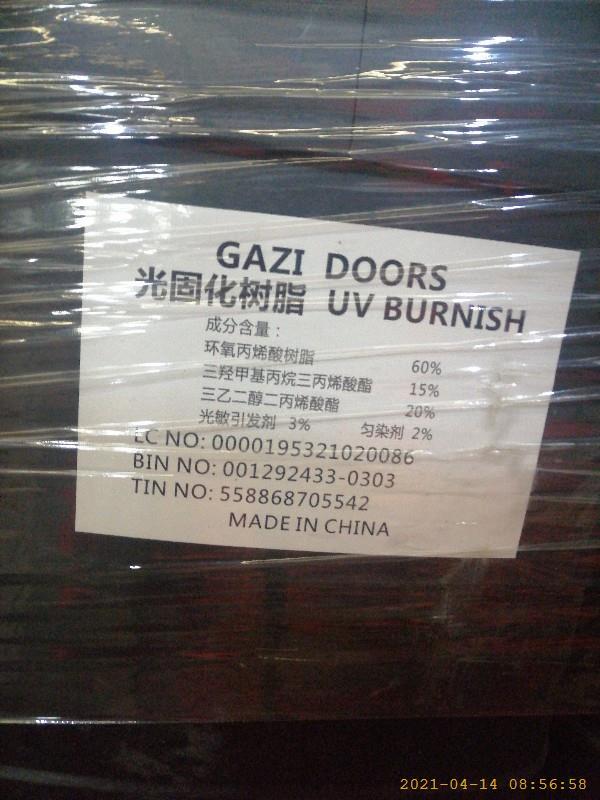 GAZI DOORS
光固化树脂 UV BURNISH
成分含量：
环氧丙烯酸树脂 60%
三羟甲基丙烷三丙烯酸酯 15%
三乙二醇二丙烯酸酯 20%
光敏引发剂 3% 匀染剂 2%
LC NO: 0000195321020086
BIN NO: 001292433-0303
TIN NO: 558868705542
MADE IN CHINA
2021-04-14 08:56:58